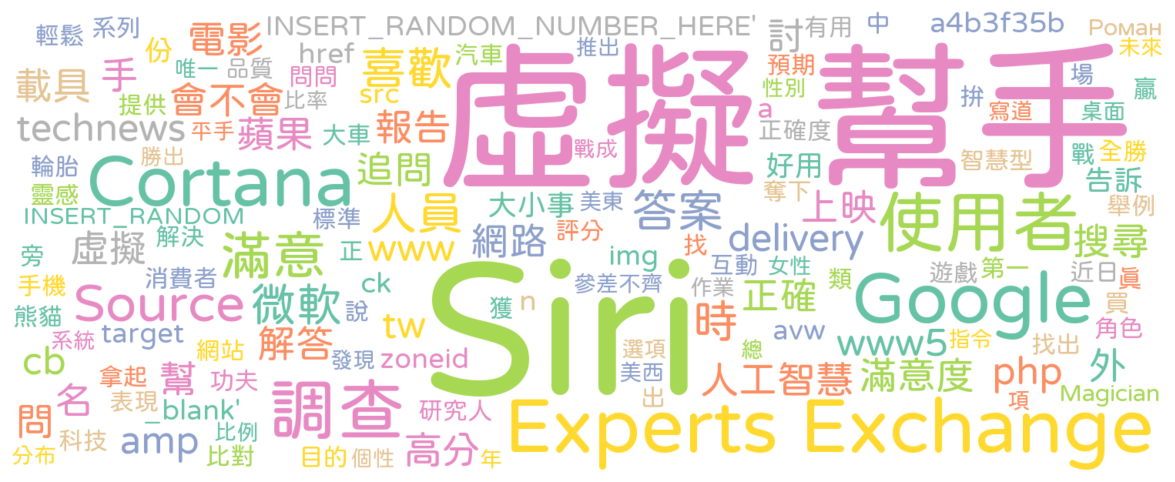 輕鬆 系列 電影 INSERT_RANDOM_NUMBER_HERE' 討 有用 中 a4b3f35b Роман
份 href 喜歡 汽車 推出 未來
載具 手 唯一 品質 問問 src 虛擬幫手 預期 場 贏
提供 會不會 比率 性別 a 拚 寫道 桌面
technews 平手 蘋果 大車 報告 戰成 正確度 戰 全勝
輪胎 勝出 Cortana 追問 好用 智慧型 告訴
靈感 人員 大小事 美東 答案 奪下 上映 使用者 舉例
INSERT_RANDOM 標準 網路 評分 delivery 搜尋
旁 虛擬 解決 滿意 正 www img 找 互動 女性 類 遊戲 第一 近日 真
手機 消費者 ck Siri 獲 n 參差不齊 作業 正確 Google 買
熊貓 Source 微軟 說 tw 時 avw www5 指令 角色
系統 target 網站 解答 發現 zoneid 選項 總 找出
cb 拿起 幫 功夫 美西 人工智慧 滿意度 php 外
名 表現 _blank' 調查 研究人 出 項 Magician
問 科技 amp 比例 高分 Experts Exchange
分布 比對 目的 個性 年